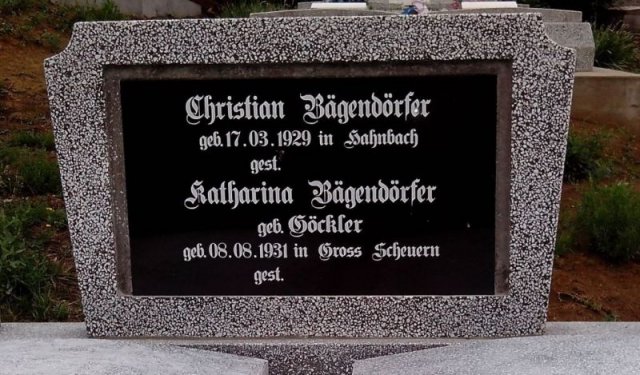 Christian Bägendörfer
geb. 17.03.1929 in Hahnbach
gest.
Katharina Bägendörfer
geb. Göckler
geb. 08.08.1931 in Gross Scheuern
gest.